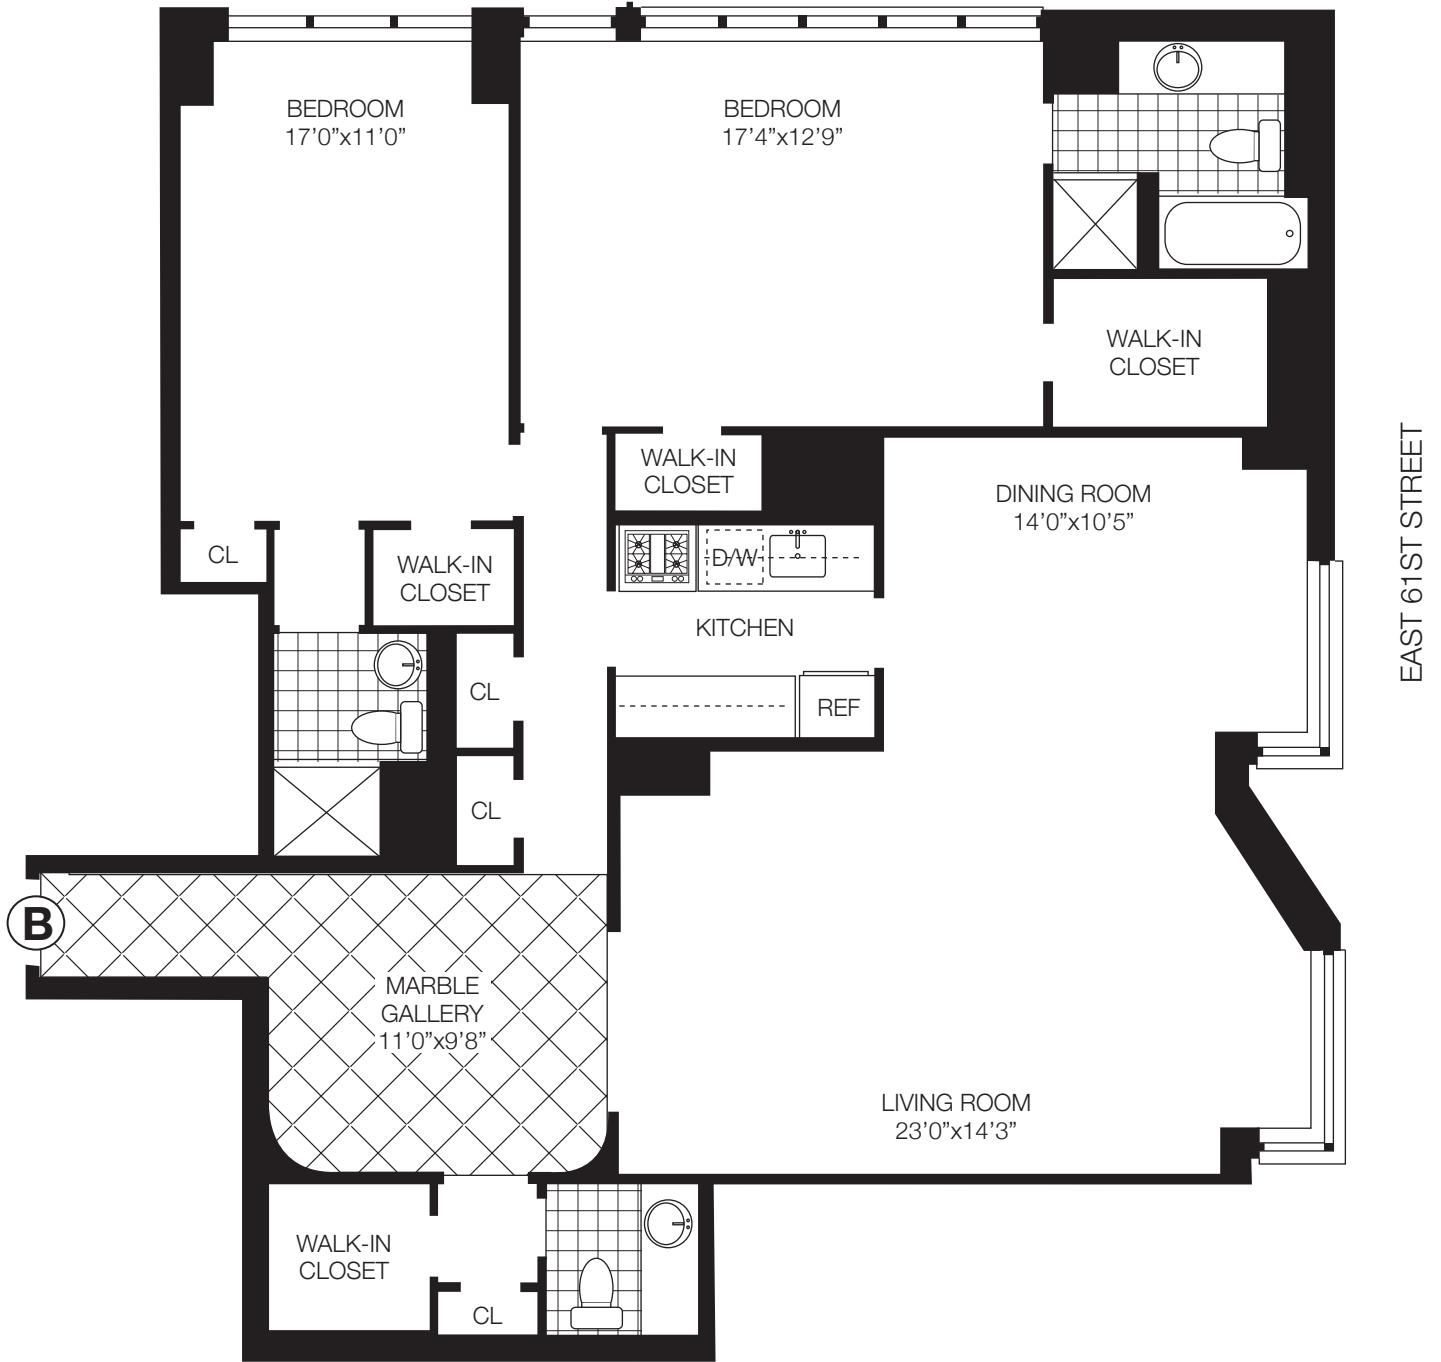 BEDROOM
17’0”x11’0”
BEDROOM
17’4”x12’9”
WALK-IN
CLOSET
WALK-IN
CLOSET
DINING ROOM
14’0”x10’5”
EAST 61ST STREET
CL
WALK-IN
CLOSET
D/W
KITCHEN
CL
REF
CL
B
MARBLE
GALLERY
11’0”x9’8”
LIVING ROOM
23’0”x14’3”
WALK-IN
CLOSET
CL